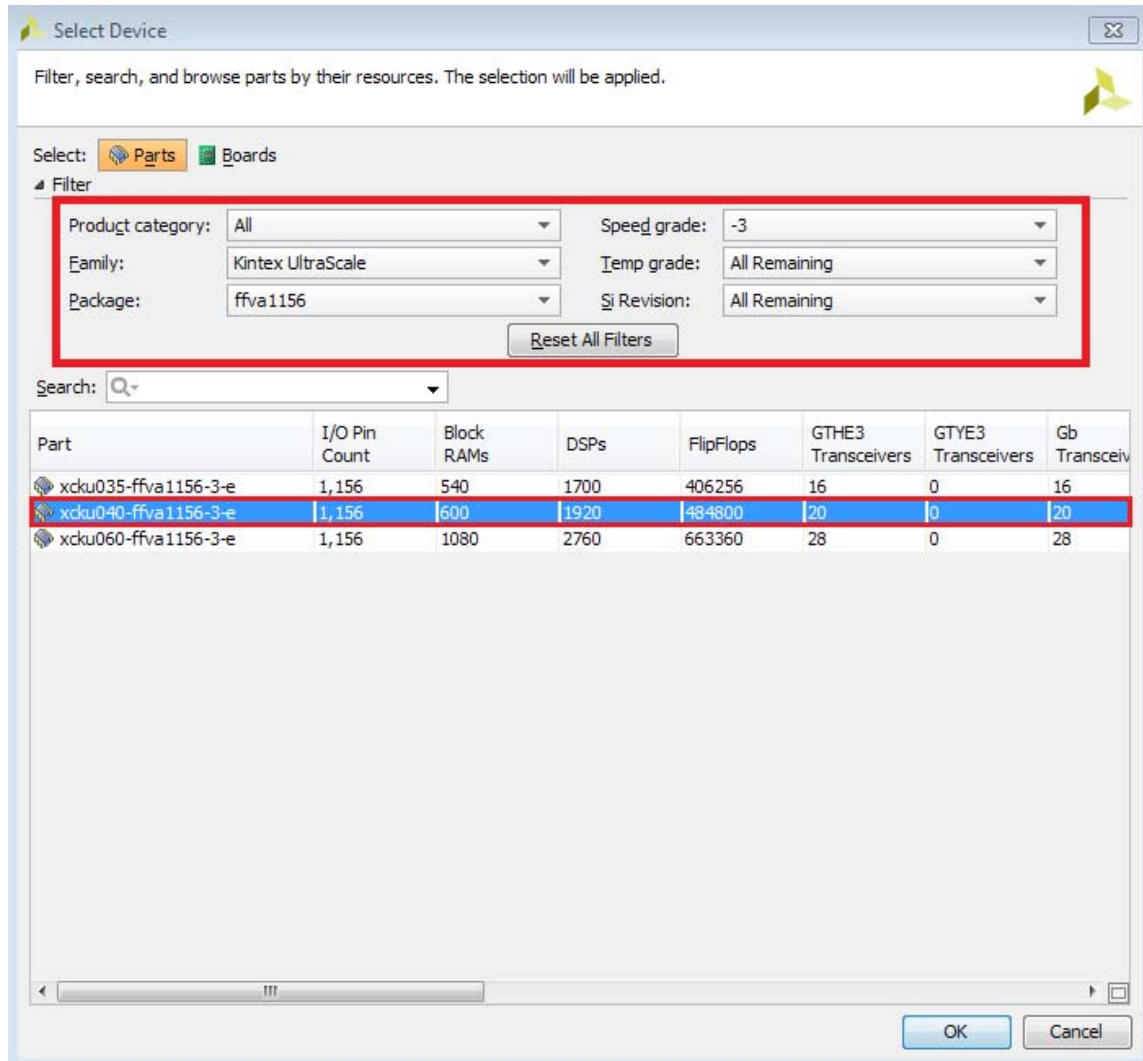 Select Device
Filter, search, and browse parts by their resources. The selection will be applied.
Select: Parts Boards
Filter
Product category: All Speed grade: -3
Family: Kintex UltraScale Temp grade: All Remaining
Package: ffva1156 Si Revision: All Remaining
Reset All Filters
Search:
Part I/O Pin Count Block RAMs DSPs FlipFlops GTHE3 Transceivers GTYE3 Transceivers Gb Transceiv
xcku035-ffva1156-3-e 1,156 540 1700 406256 16 0 16
xcku040-ffva1156-3-e 1,156 600 1920 484800 20 0 20
xcku060-ffva1156-3-e 1,156 1080 2760 663360 28 0 28
OK Cancel